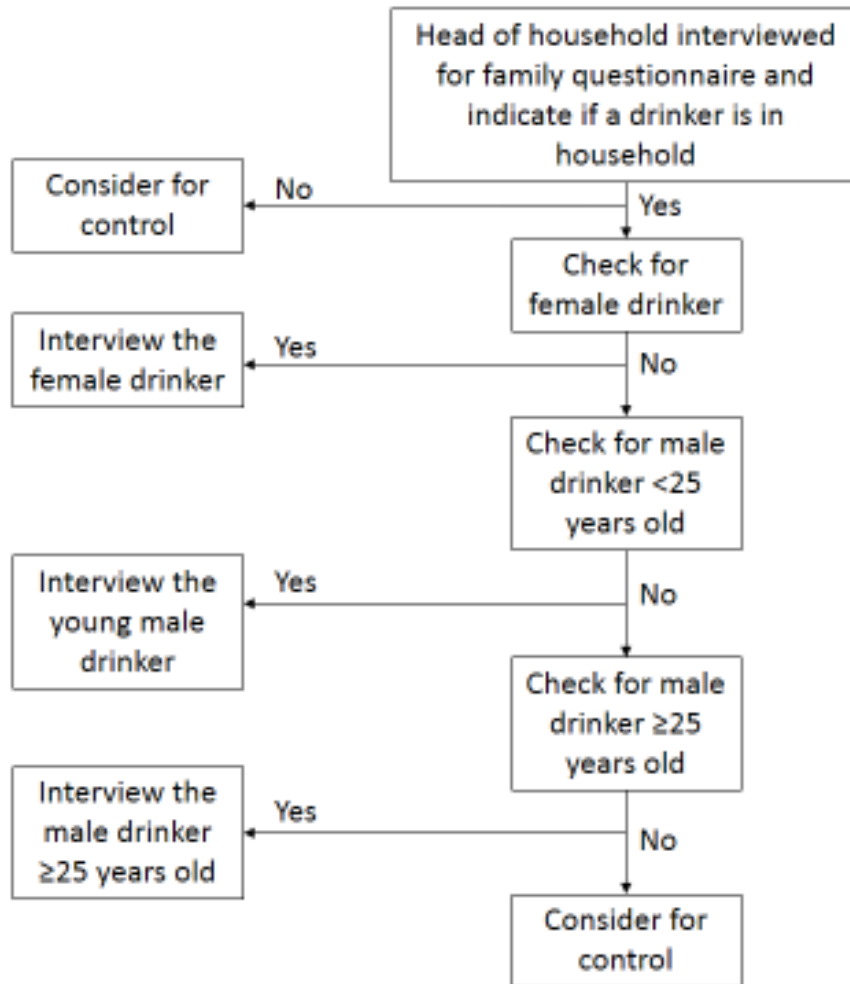 Head of household interviewed
for family questionnaire and
indicate if a drinker is in
household
No
Yes
Consider for
control
Check for
female drinker
Yes
No
Interview the
female drinker
Check for male
drinker <25
years old
Yes
No
Interview the
young male
drinker
Check for male
drinker ≥25
years old
Yes
No
Interview the
male drinker
≥25 years old
Consider for
control